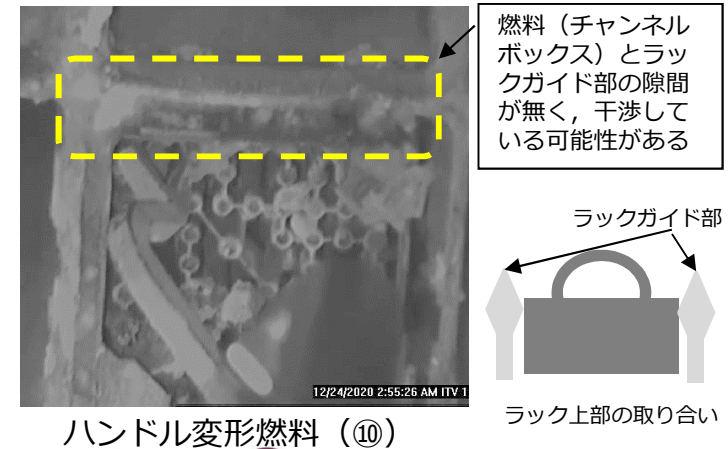 燃料（チャンネル
ボックス）とラッ
クガイド部の隙間
が無く，干渉して
いる可能性がある
ラックガイド部
12/24/2020 2:55:26 AM ITV 1
ラック上部の取り合い
ハンドル変形燃料（⑩）